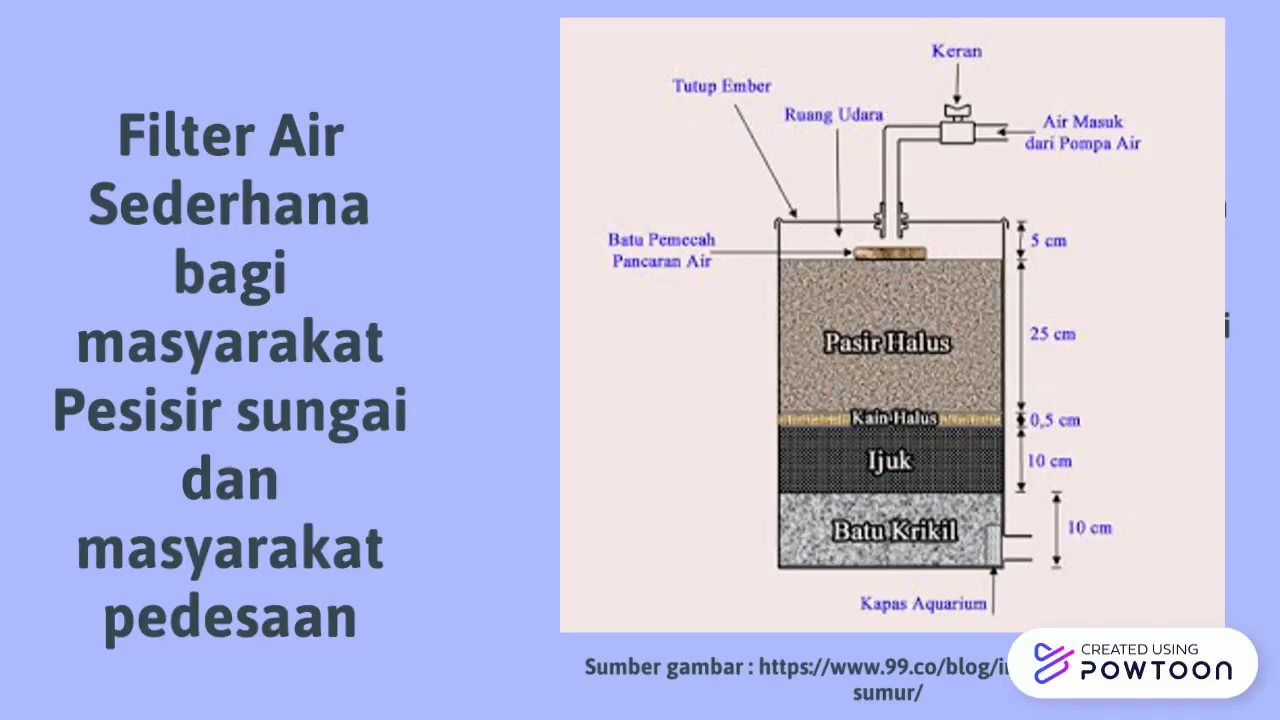 Filter Air
Sederhana
bagi
masyarakat
Pesisir sungai
dan
masyarakat
pedesaan
Keran
Tutup Ember
Ruang Udara
Air Masuk
dari Pompa Air
Batu Pemecah
Pancaran Air
5 cm
Pasir Halus
25 cm
Kain Halus
0,5 cm
Ijuk
10 cm
Batu Krikil
10 cm
Kapas Aquarium
Sumber gambar : https://www.99.co/blog/
sumur/
CREATED USING
POWTOON